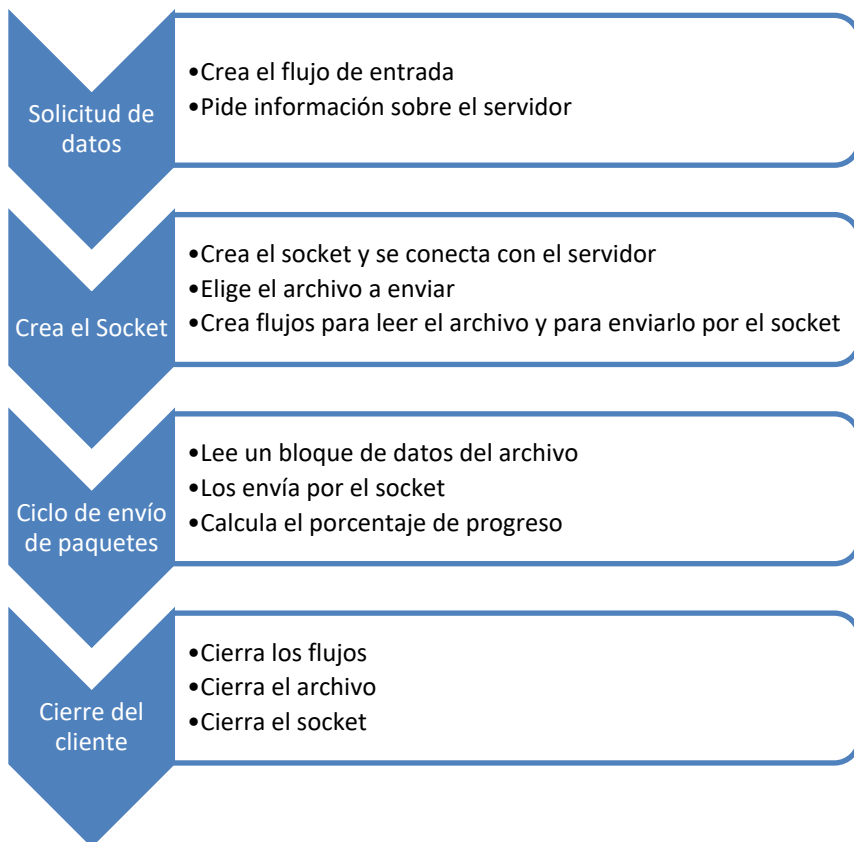 Solicitud de
datos
•Crea el flujo de entrada
•Pide información sobre el servidor
Crea el Socket
•Crea el socket y se conecta con el servidor
•Elige el archivo a enviar
•Crea flujos para leer el archivo y para enviarlo por el socket
Ciclo de envío
de paquetes
•Lee un bloque de datos del archivo
•Los envía por el socket
•Calcula el porcentaje de progreso
Cierre del
cliente
•Cierra los flujos
•Cierra el archivo
•Cierra el socket